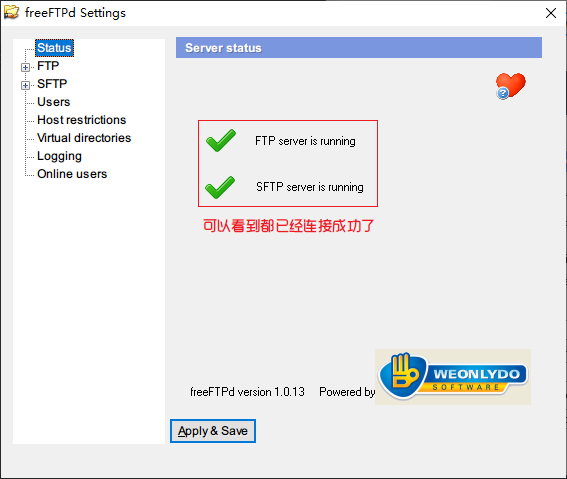 freeFTPd Settings
Status
FTP
SFTP
Users
Host restrictions
Virtual directories
Logging
Online users
Server status
FTP server is running
SFTP server is running
可以看到都已经连接成功了
freeFTPd version 1.0.13
Powered by
WEONLYDO
SOFTWARE
Apply & Save